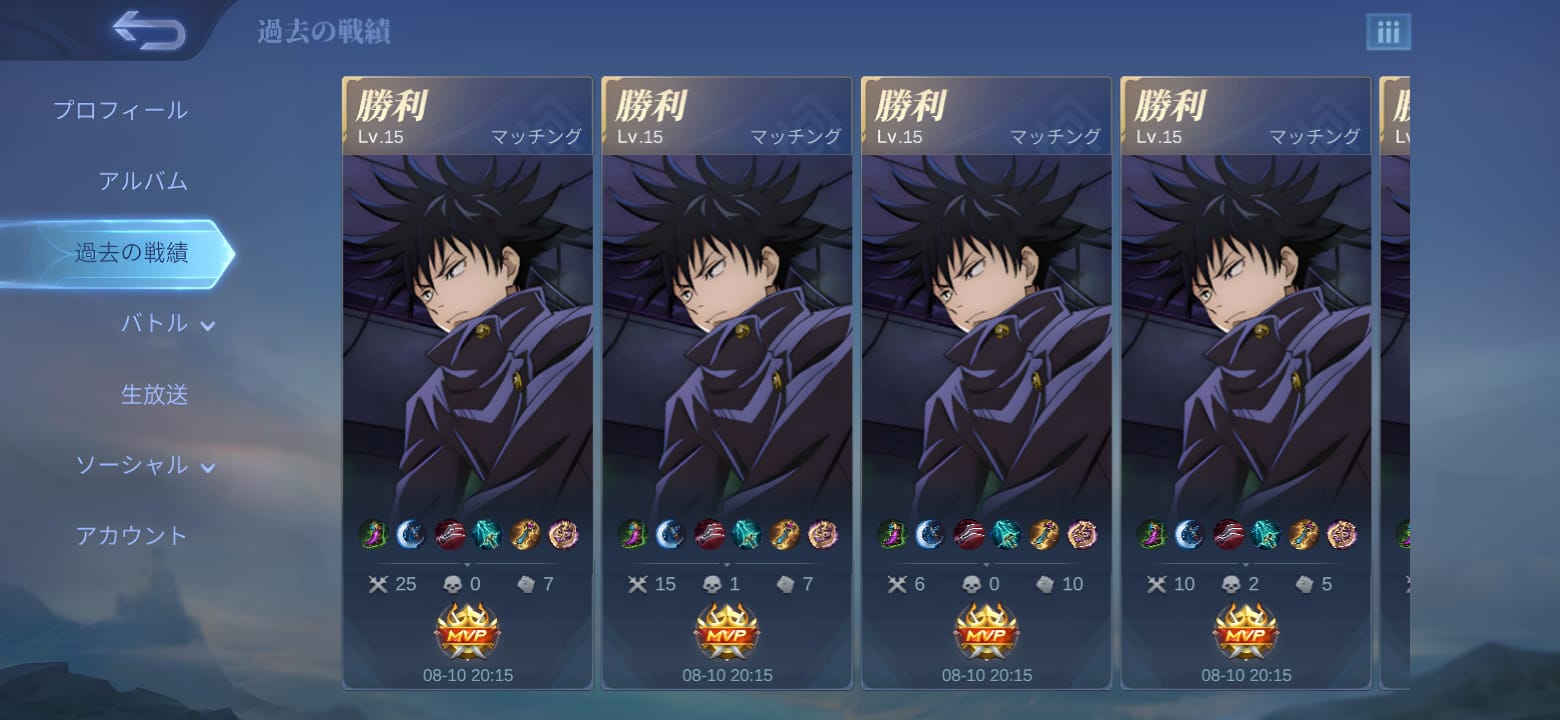 過去の戦績
プロフィール
アルバム
過去の戦績
バトル
生放送
ソーシャル
アカウント
勝利
Lv.15 マッチング
25 0 7
MVP
08-10 20:15
勝利
Lv.15 マッチング
15 1 7
MVP
08-10 20:15
勝利
Lv.15 マッチング
6 0 10
MVP
08-10 20:15
勝利
Lv.15 マッチング
10 2 5
MVP
08-10 20:15